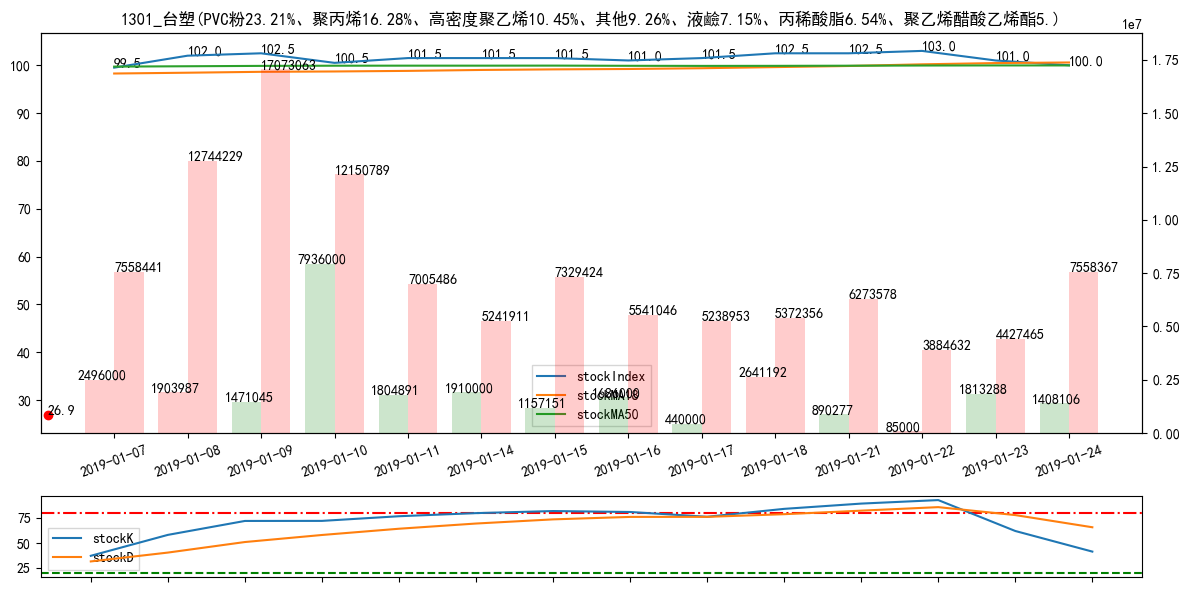 1301_台塑(PVC粉23.21%、聚丙烯16.28%、高密度聚乙烯10.45%、其他9.26%、液鹼7.15%、丙稀酸脂6.54%、聚乙烯醋酸乙烯酯5.)
1e7
99.5 102.0 102.5 100.5 101.5 101.5 101.5 101.0 101.5 102.5 102.5 103.0 101.0 100.0
100
90
80
70
60
50
40
30
1.75
1.50
1.25
1.00
0.75
0.50
0.25
0.00
7558441 12744229 17073063 12150789 7005486 5241911 7329424 5541046 5238953 5372356 6273578 3884632 4427465 7558367
2496000 1903987 1471045 7936000 1804891 1910000 1157151 1686000 440000 2641192 890277 85000 1813288 1408106
26.9
stockIndex
stockMA18
stockMA50
2019-01-07 2019-01-08 2019-01-09 2019-01-10 2019-01-11 2019-01-14 2019-01-15 2019-01-16 2019-01-17 2019-01-18 2019-01-21 2019-01-22 2019-01-23 2019-01-24
75
50
25
stockK
stockD